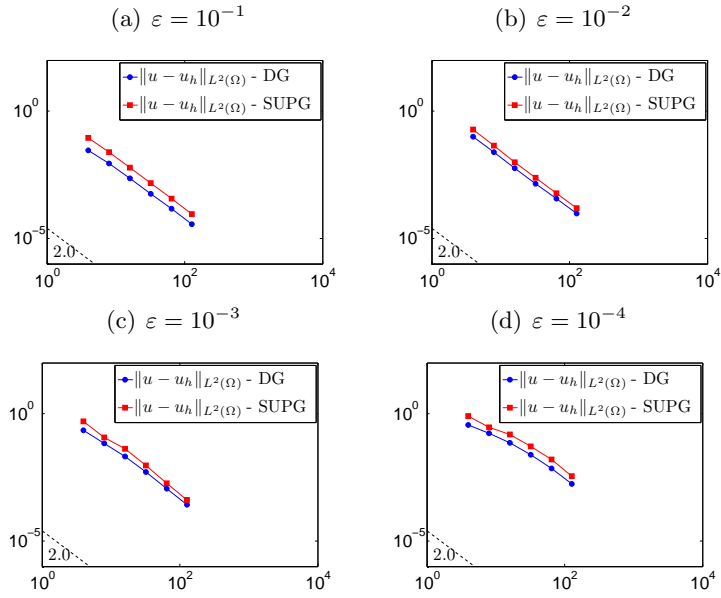 (a) ε = 10⁻¹
‖u − u_h‖_{L²(Ω)} - DG
‖u − u_h‖_{L²(Ω)} - SUPG
10⁰
10⁻⁵
2.0
10⁰
10²
10⁴
(b) ε = 10⁻²
‖u − u_h‖_{L²(Ω)} - DG
‖u − u_h‖_{L²(Ω)} - SUPG
10⁰
10⁻⁵
2.0
10⁰
10²
10⁴
(c) ε = 10⁻³
‖u − u_h‖_{L²(Ω)} - DG
‖u − u_h‖_{L²(Ω)} - SUPG
10⁰
10⁻⁵
2.0
10⁰
10²
10⁴
(d) ε = 10⁻⁴
‖u − u_h‖_{L²(Ω)} - DG
‖u − u_h‖_{L²(Ω)} - SUPG
10⁰
10⁻⁵
2.0
10⁰
10²
10⁴